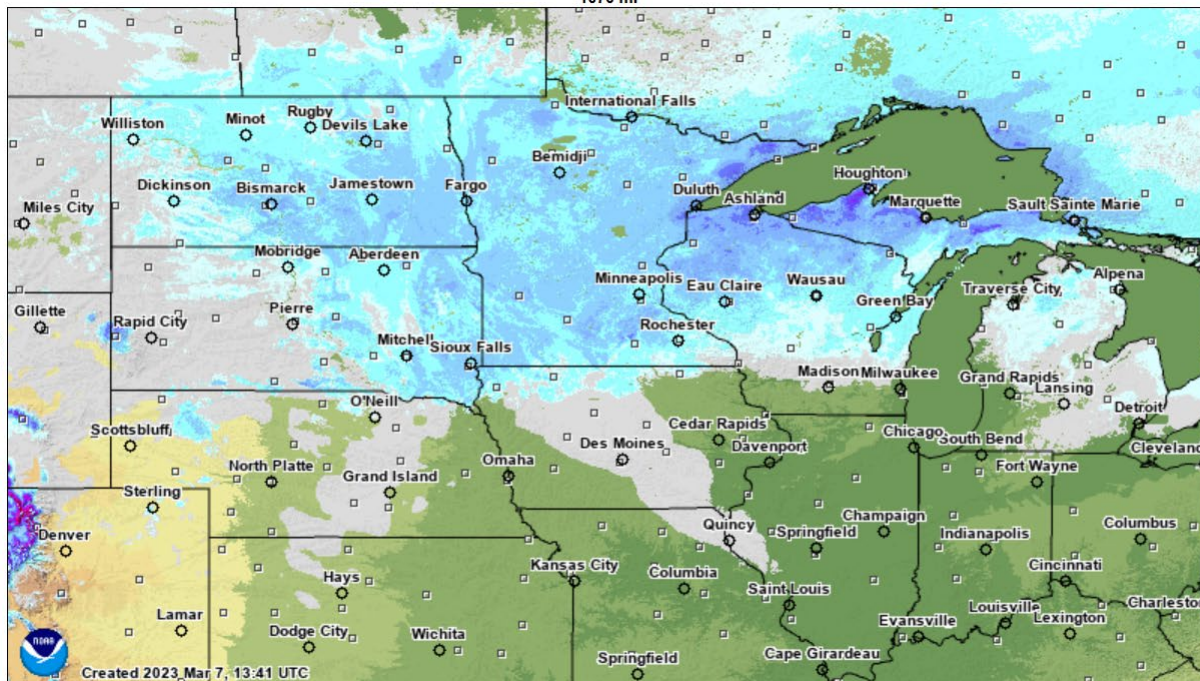 International Falls
Williston
Minot
Rugby
Devils Lake
Bemidji
Dickinson
Bismarck
Jamestown
Fargo
Duluth
Ashland
Houghton
Marquette
Sault Sainte Marie
Miles City
Mobridge
Aberdeen
Minneapolis
Eau Claire
Wausau
Green Bay
Traverse City
Alpena
Gillette
Rapid City
Pierre
Mitchell
Sioux Falls
Rochester
Madison
Milwaukee
Grand Rapids
Lansing
Detroit
Scottsbluff
O'Neill
Cedar Rapids
Davenport
Chicago
South Bend
Cleveland
North Platte
Grand Island
Omaha
Des Moines
Fort Wayne
Sterling
Denver
Quincy
Springfield
Champaign
Indianapolis
Columbus
Hays
Kansas City
Columbia
Saint Louis
Cincinnati
Lamar
Dodge City
Wichita
Evansville
Louisville
Lexington
Charleston
Springfield
Cape Girardeau
NOAA
Created 2023 Mar 7, 13:41 UTC